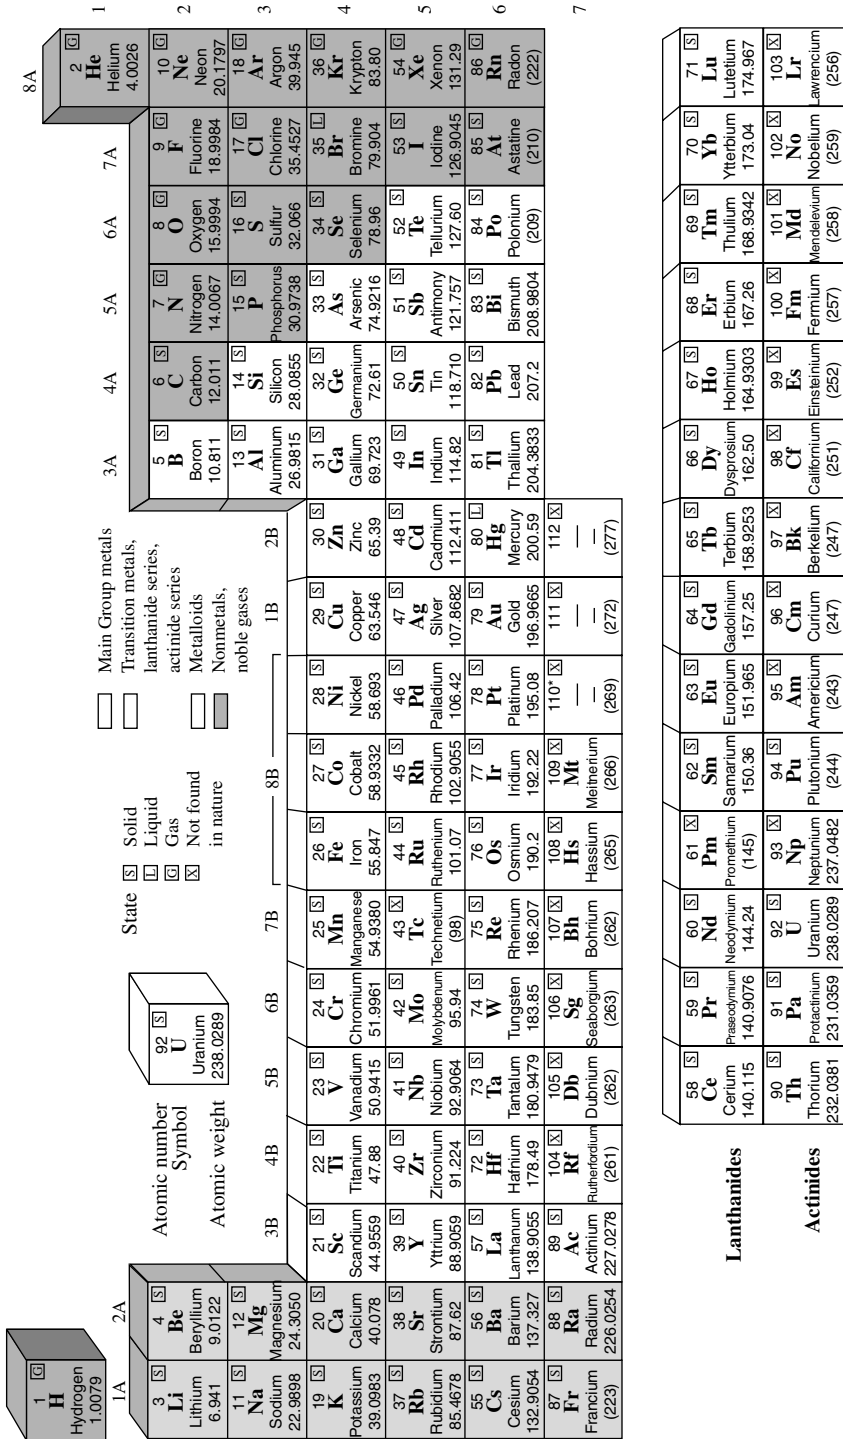 1A
2A
3B
4B
5B
6B
7B
8B
1B
2B
3A
4A
5A
6A
7A
8A
Atomic number
Symbol
Atomic weight
92 S
U
Uranium
238.0289
State
S Solid
L Liquid
G Gas
X Not found
in nature
Main Group metals
Transition metals,
lanthanide series,
actinide series
Metalloids
Nonmetals,
noble gases
1 G
H
Hydrogen
1.0079
2 G
He
Helium
4.0026
1
3 S
Li
Lithium
6.941
4 S
Be
Beryllium
9.0122
5 S
B
Boron
10.811
6 S
C
Carbon
12.011
7 G
N
Nitrogen
14.0067
8 G
O
Oxygen
15.9994
9 G
F
Fluorine
18.9984
10 G
Ne
Neon
20.1797
2
11 S
Na
Sodium
22.9898
12 S
Mg
Magnesium
24.3050
13 S
Al
Aluminum
26.9815
14 S
Si
Silicon
28.0855
15 S
P
Phosphorus
30.9738
16 S
S
Sulfur
32.066
17 G
Cl
Chlorine
35.4527
18 G
Ar
Argon
39.945
3
19 S
K
Potassium
39.0983
20 S
Ca
Calcium
40.078
21 S
Sc
Scandium
44.9559
22 S
Ti
Titanium
47.88
23 S
V
Vanadium
50.9415
24 S
Cr
Chromium
51.9961
25 S
Mn
Manganese
54.9380
26 S
Fe
Iron
55.847
27 S
Co
Cobalt
58.9332
28 S
Ni
Nickel
58.693
29 S
Cu
Copper
63.546
30 S
Zn
Zinc
65.39
31 S
Ga
Gallium
69.723
32 S
Ge
Germanium
72.61
33 S
As
Arsenic
74.9216
34 S
Se
Selenium
78.96
35 L
Br
Bromine
79.904
36 G
Kr
Krypton
83.80
4
37 S
Rb
Rubidium
85.4678
38 S
Sr
Strontium
87.62
39 S
Y
Yttrium
88.9059
40 S
Zr
Zirconium
91.224
41 S
Nb
Niobium
92.9064
42 S
Mo
Molybdenum
95.94
43 X
Tc
Technetium
(98)
44 S
Ru
Ruthenium
101.07
45 S
Rh
Rhodium
102.9055
46 S
Pd
Palladium
106.42
47 S
Ag
Silver
107.8682
48 S
Cd
Cadmium
112.411
49 S
In
Indium
114.82
50 S
Sn
Tin
118.710
51 S
Sb
Antimony
121.757
52 S
Te
Tellurium
127.60
53 S
I
Iodine
126.9045
54 G
Xe
Xenon
131.29
5
55 S
Cs
Cesium
132.9054
56 S
Ba
Barium
137.327
57 S
La
Lanthanum
138.9055
72 S
Hf
Hafnium
178.49
73 S
Ta
Tantalum
180.9479
74 S
W
Tungsten
183.85
75 S
Re
Rhenium
186.207
76 S
Os
Osmium
190.2
77 S
Ir
Iridium
192.22
78 S
Pt
Platinum
195.08
79 S
Au
Gold
196.9665
80 L
Hg
Mercury
200.59
81 S
Tl
Thallium
204.3833
82 S
Pb
Lead
207.2
83 S
Bi
Bismuth
208.9804
84 S
Po
Polonium
(209)
85 S
At
Astatine
(210)
86 G
Rn
Radon
(222)
6
87 S
Fr
Francium
(223)
88 S
Ra
Radium
226.0254
89 S
Ac
Actinium
227.0278
104 X
Rf
Rutherfordium
(261)
105 X
Db
Dubnium
(262)
106 X
Sg
Seaborgium
(263)
107 X
Bh
Bohrium
(262)
108 X
Hs
Hassium
(265)
109 X
Mt
Meitnerium
(266)
110* X
—
—
(269)
111 X
—
—
(272)
112 X
—
—
(277)
7
Lanthanides
58 S
Ce
Cerium
140.115
59 S
Pr
Praseodymium
140.9076
60 S
Nd
Neodymium
144.24
61 X
Pm
Promethium
(145)
62 S
Sm
Samarium
150.36
63 S
Eu
Europium
151.965
64 S
Gd
Gadolinium
157.25
65 S
Tb
Terbium
158.9253
66 S
Dy
Dysprosium
162.50
67 S
Ho
Holmium
164.9303
68 S
Er
Erbium
167.26
69 S
Tm
Thulium
168.9342
70 S
Yb
Ytterbium
173.04
71 S
Lu
Lutetium
174.967
Actinides
90 S
Th
Thorium
232.0381
91 S
Pa
Protactinium
231.0359
92 S
U
Uranium
238.0289
93 X
Np
Neptunium
237.0482
94 S
Pu
Plutonium
(244)
95 X
Am
Americium
(243)
96 X
Cm
Curium
(247)
97 X
Bk
Berkelium
(247)
98 X
Cf
Californium
(251)
99 X
Es
Einsteinium
(252)
100 X
Fm
Fermium
(257)
101 X
Md
Mendelevium
(258)
102 X
No
Nobelium
(259)
103 X
Lr
Lawrencium
(256)